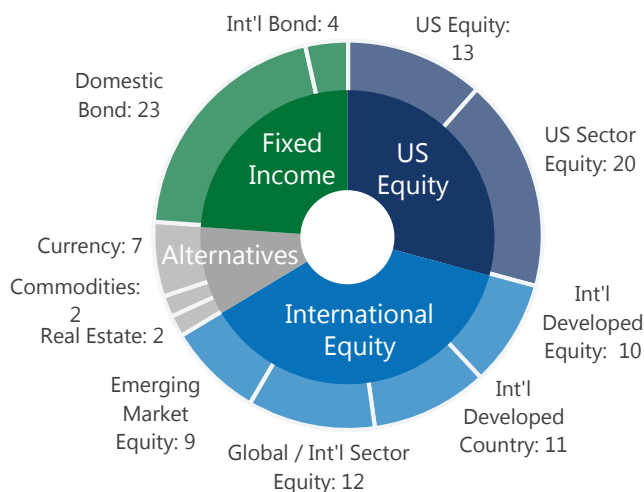 Int'l Bond: 4
US Equity:
13
Domestic
Bond: 23
US Sector
Equity: 20
Fixed
Income
US
Equity
Currency: 7
Alternatives
Commodities:
2
Real Estate: 2
International
Equity
Int'l
Developed
Equity: 10
Emerging
Market
Equity: 9
Global / Int'l Sector
Equity: 12
Int'l
Developed
Country: 11